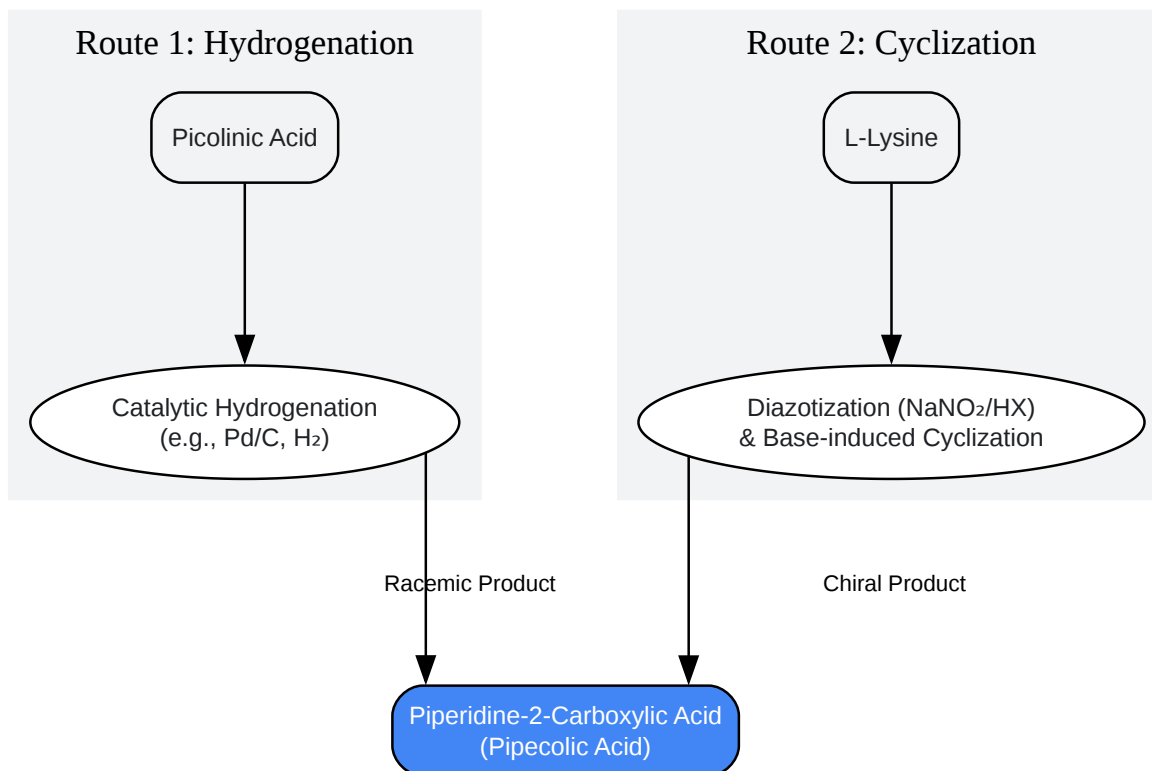 Route 1: Hydrogenation
Picolinic Acid
Catalytic Hydrogenation
(e.g., Pd/C, H₂)
Route 2: Cyclization
L-Lysine
Diazotization (NaNO₂/HX)
& Base-induced Cyclization
Racemic Product
Chiral Product
Piperidine-2-Carboxylic Acid
(Pipecolic Acid)